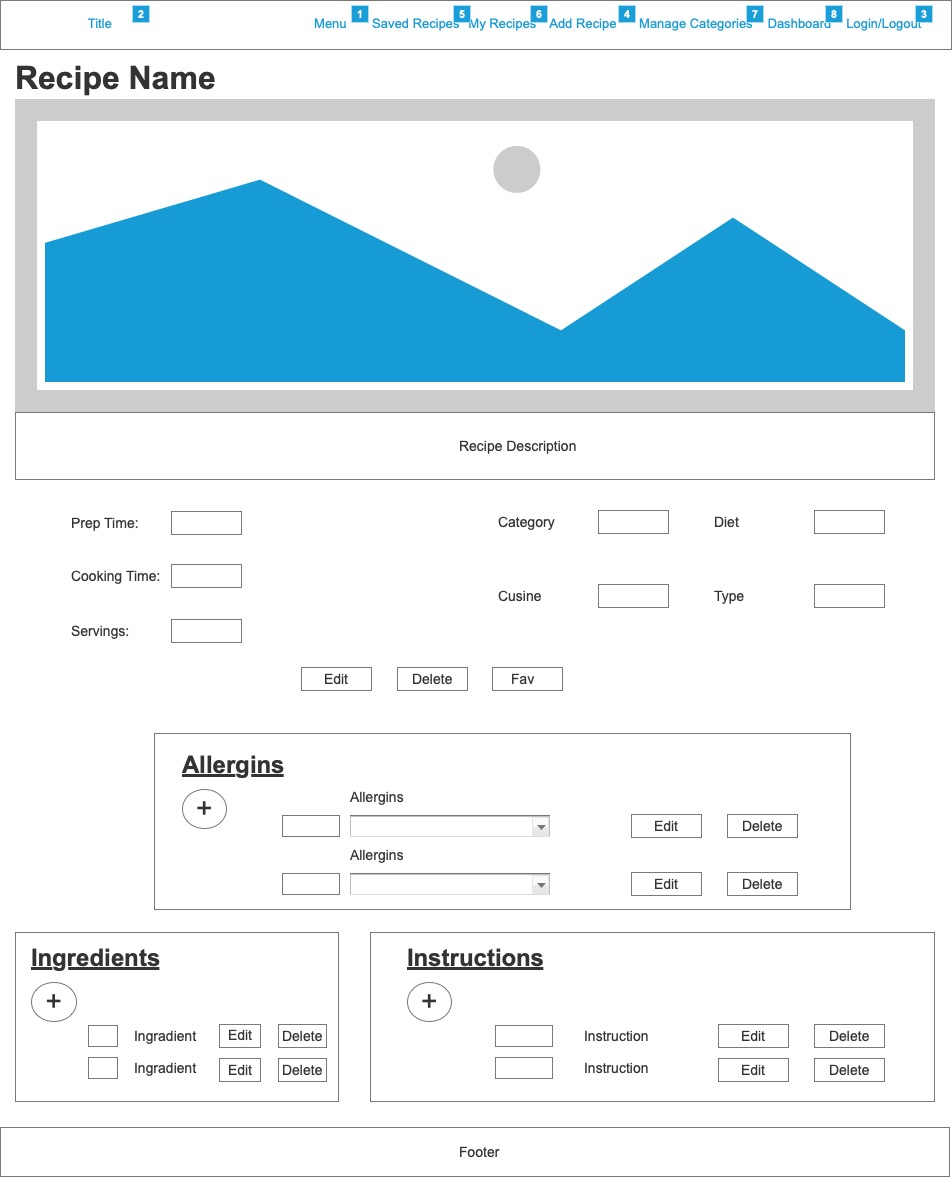 Title 2 Menu 1 Saved Recipes 5 My Recipes 6 Add Recipe 4 Manage Categories 7 Dashboard 8 Login/Logout 3
Recipe Name
Recipe Description
Prep Time:
Category Diet
Cooking Time:
Cusine Type
Servings:
Edit Delete Fav
Allergins
+
Allergins
Edit Delete
Allergins
Edit Delete
Ingredients
+
Ingradient Edit Delete
Ingradient Edit Delete
Instructions
+
Instruction Edit Delete
Instruction Edit Delete
Footer